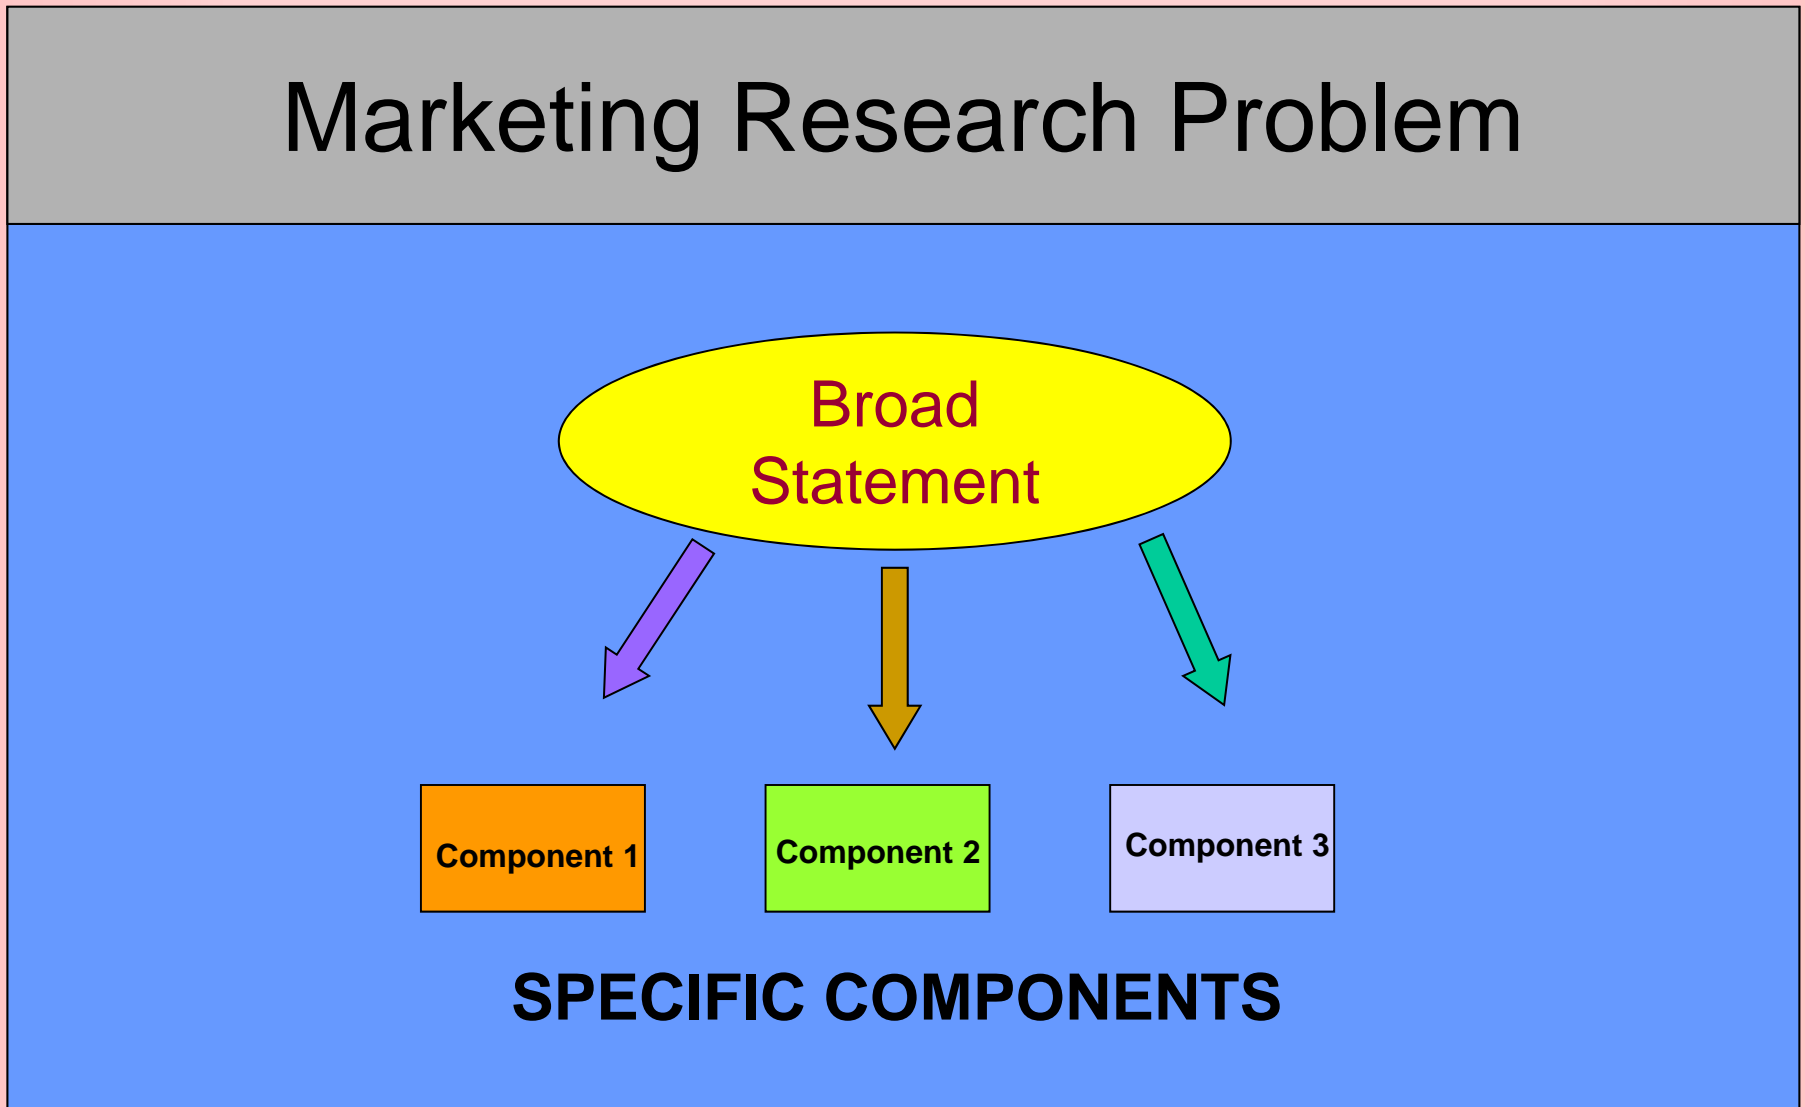 Marketing Research Problem
Broad
Statement
Component 1
Component 2
Component 3
SPECIFIC COMPONENTS